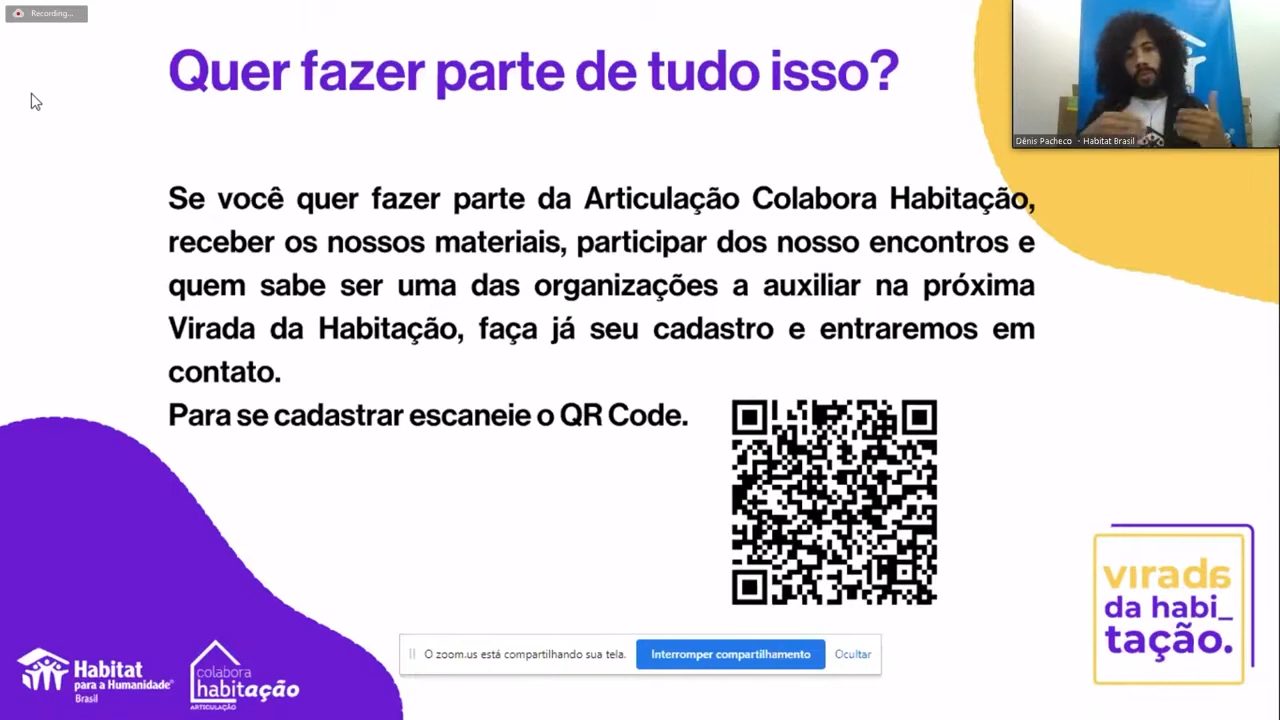 Recording...
Quer fazer parte de tudo isso?
Dênis Pacheco - Habitat Brasil
Se você quer fazer parte da Articulação Colabora Habitação,
receber os nossos materiais, participar dos nosso encontros e
quem sabe ser uma das organizações a auxiliar na próxima
Virada da Habitação, faça já seu cadastro e entraremos em
contato.
Para se cadastrar escaneie o QR Code.
virada
da habi_
tação.
O zoom.us está compartilhando sua tela.
Interromper compartilhamento
Ocultar
Habitat
para a Humanidade®
Brasil
colabora
habitação
ARTICULAÇÃO